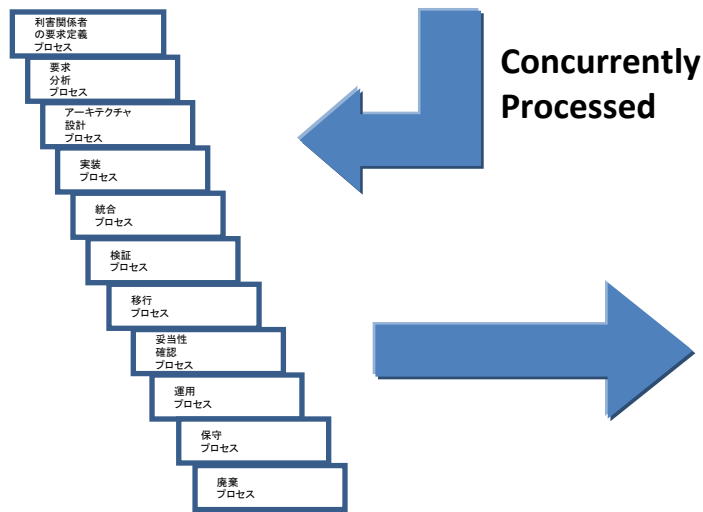 利害関係者
の要求定義
プロセス
要求
分析
プロセス
アーキテクチャ
設計
プロセス
実装
プロセス
統合
プロセス
検証
プロセス
移行
プロセス
妥当性
確認
プロセス
運用
プロセス
保守
プロセス
廃棄
プロセス
Concurrently
Processed